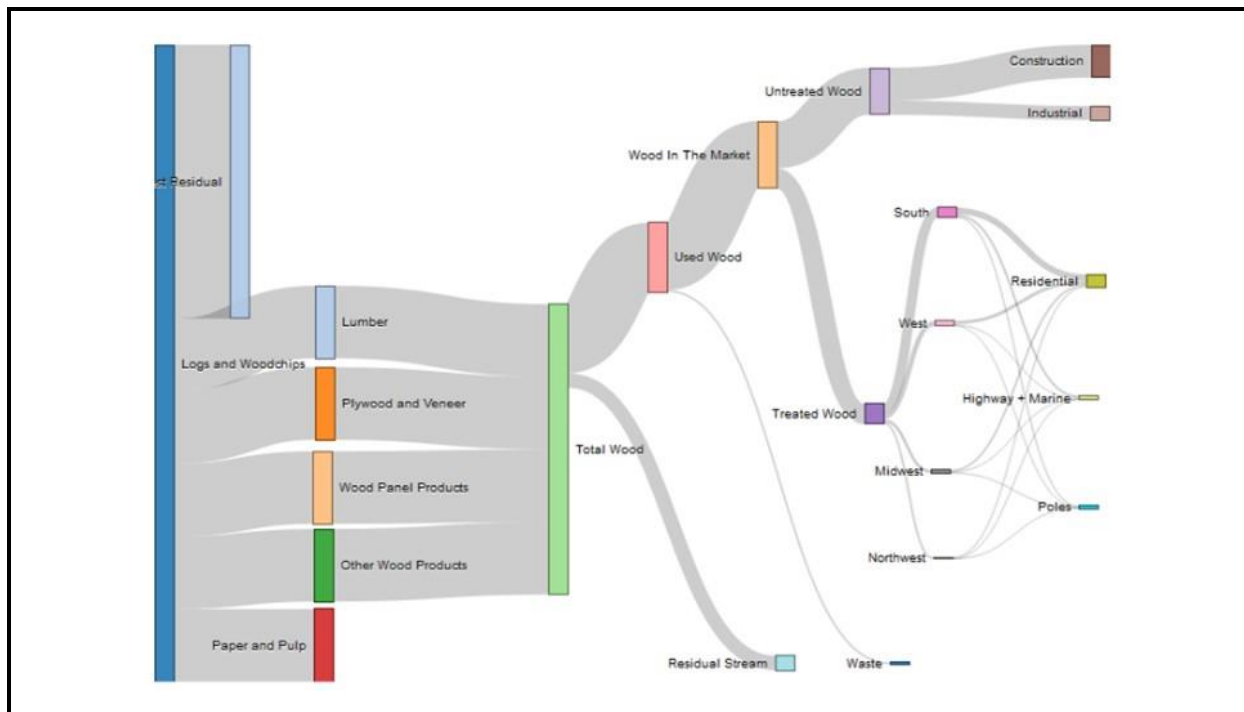 Construction
Untreated Wood
Industrial
Wood In The Market
st Residual
South
Used Wood
Residential
Lumber
West
Logs and Woodchips
Plywood and Veneer
Highway + Marine
Treated Wood
Total Wood
Midwest
Wood Panel Products
Poles
Northwest
Other Wood Products
Paper and Pulp
Residual Stream
Waste